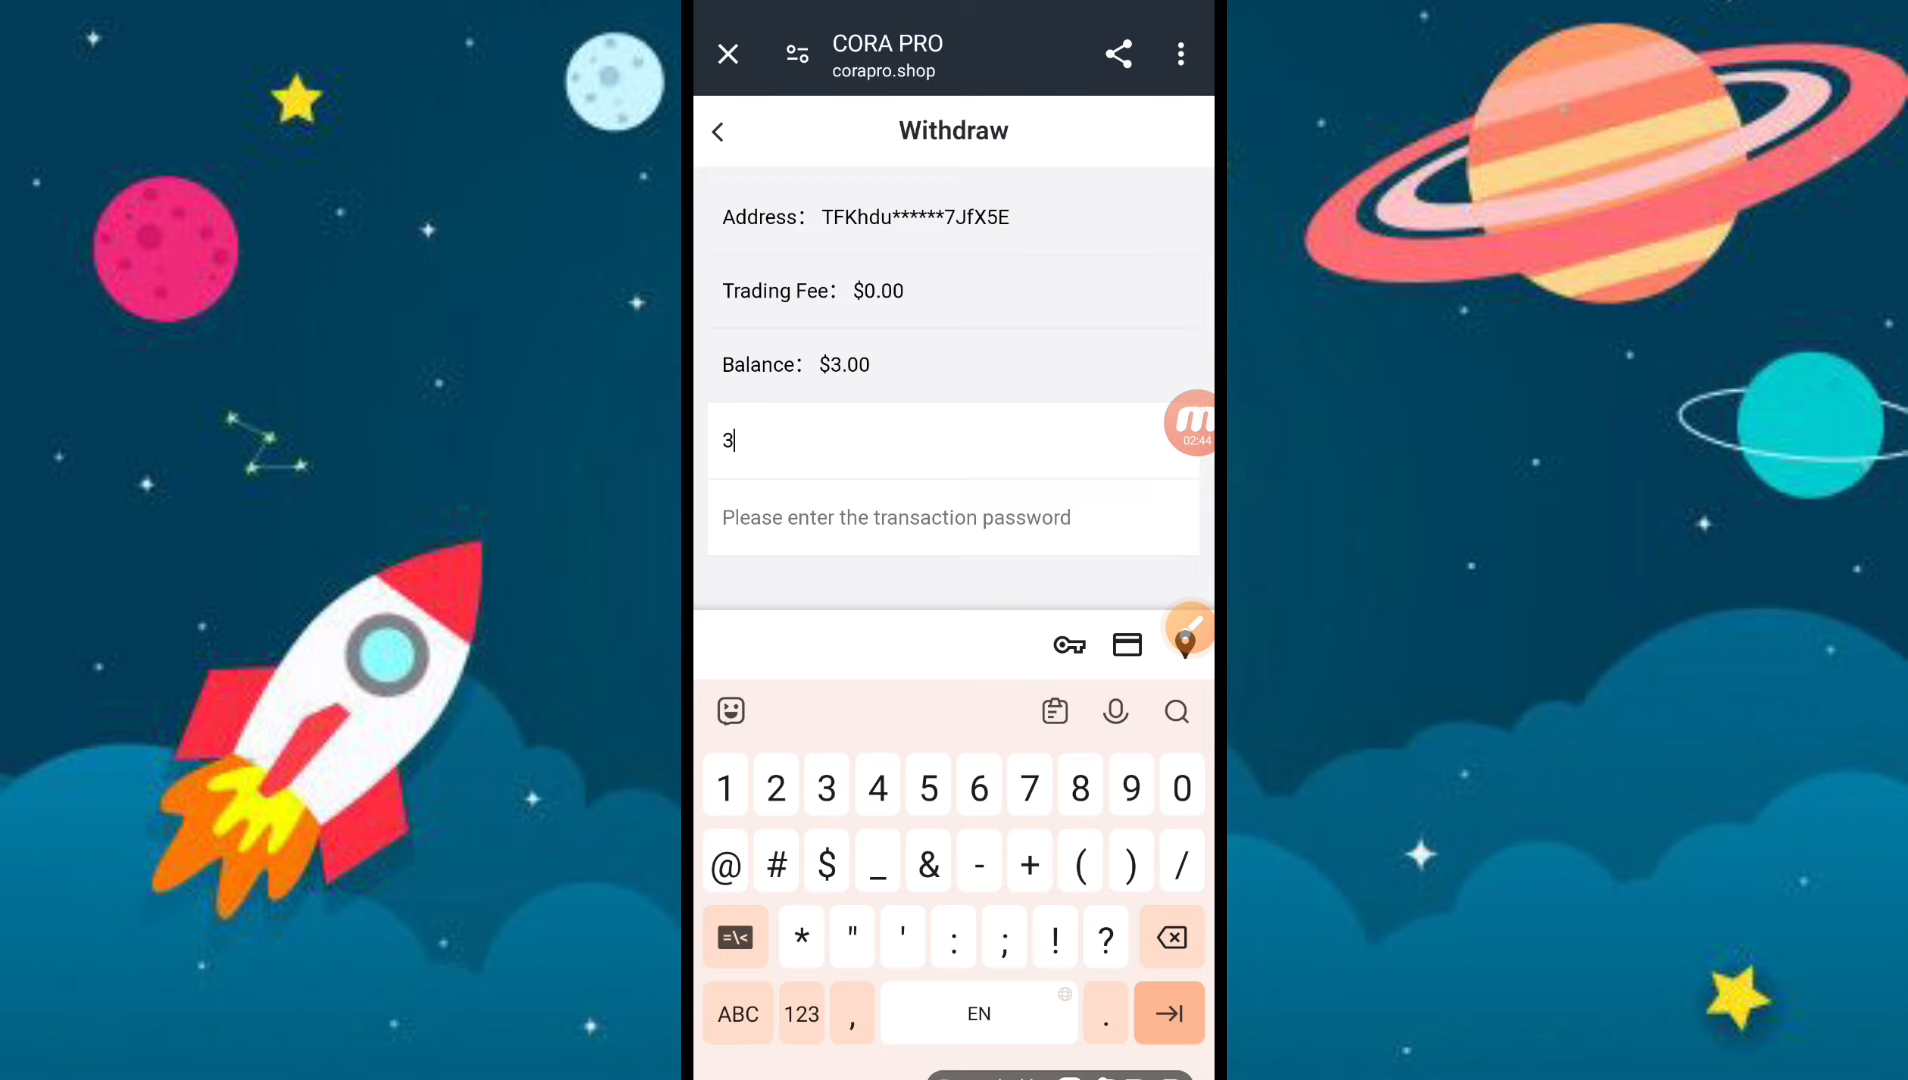 CORA PRO
corapro.shop
Withdraw
Address: TFKhdu******7JfX5E
Trading Fee: $0.00
Balance: $3.00
3
02:44
Please enter the transaction password
1 2 3 4 5 6 7 8 9 0
@ # $ _ & - + ( ) /
=\< * " ' : ; ! ?
ABC 123 , EN .